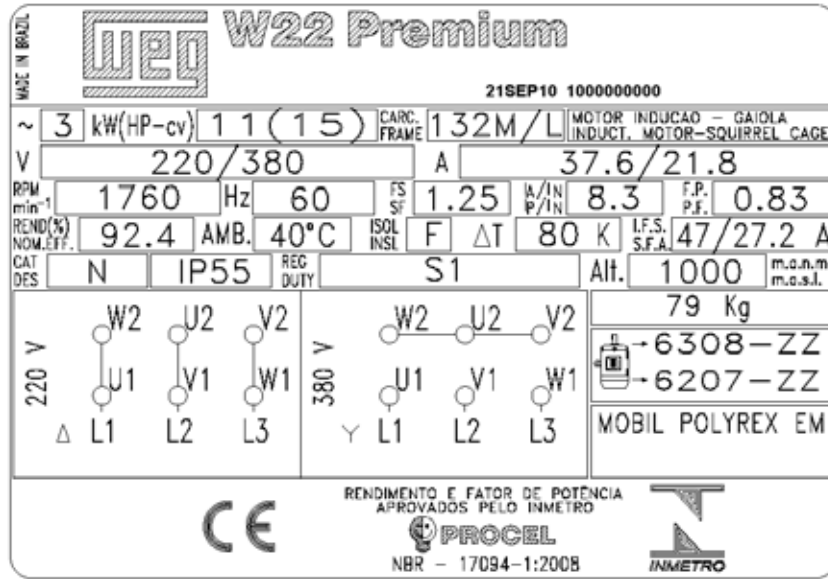 MADE IN BRAZIL
WEG W22 Premium
21SEP10 1000000000
~ 3 kW(HP-cv) 11(15) CARC. FRAME 132M/L MOTOR INDUCAO - GAIOLA
INDUCT. MOTOR-SQUIRREL CAGE
V 220/380 A 37.6/21.8
RPM min-1 1760 Hz 60 FS SF 1.25 IA/IN IP/IN 8.3 F.P. P.F. 0.83
REND(%) NOM.EFF. 92.4 AMB. 40°C ISOL INSL F ΔT 80 K I.F.S. S.F.A. 47/27.2 A
CAT DES N IP55 REG DUTY S1 Alt. 1000 m.a.n.m. m.a.s.l.
220 V
W2 U2 V2
U1 V1 W1
Δ L1 L2 L3
380 V
W2 U2 V2
U1 V1 W1
Y L1 L2 L3
79 Kg
6308-ZZ
6207-ZZ
MOBIL POLYREX EM
CE
RENDIMENTO E FATOR DE POTÊNCIA
APROVADOS PELO INMETRO
PROCEL
NBR - 17094-1:2008
INMETRO